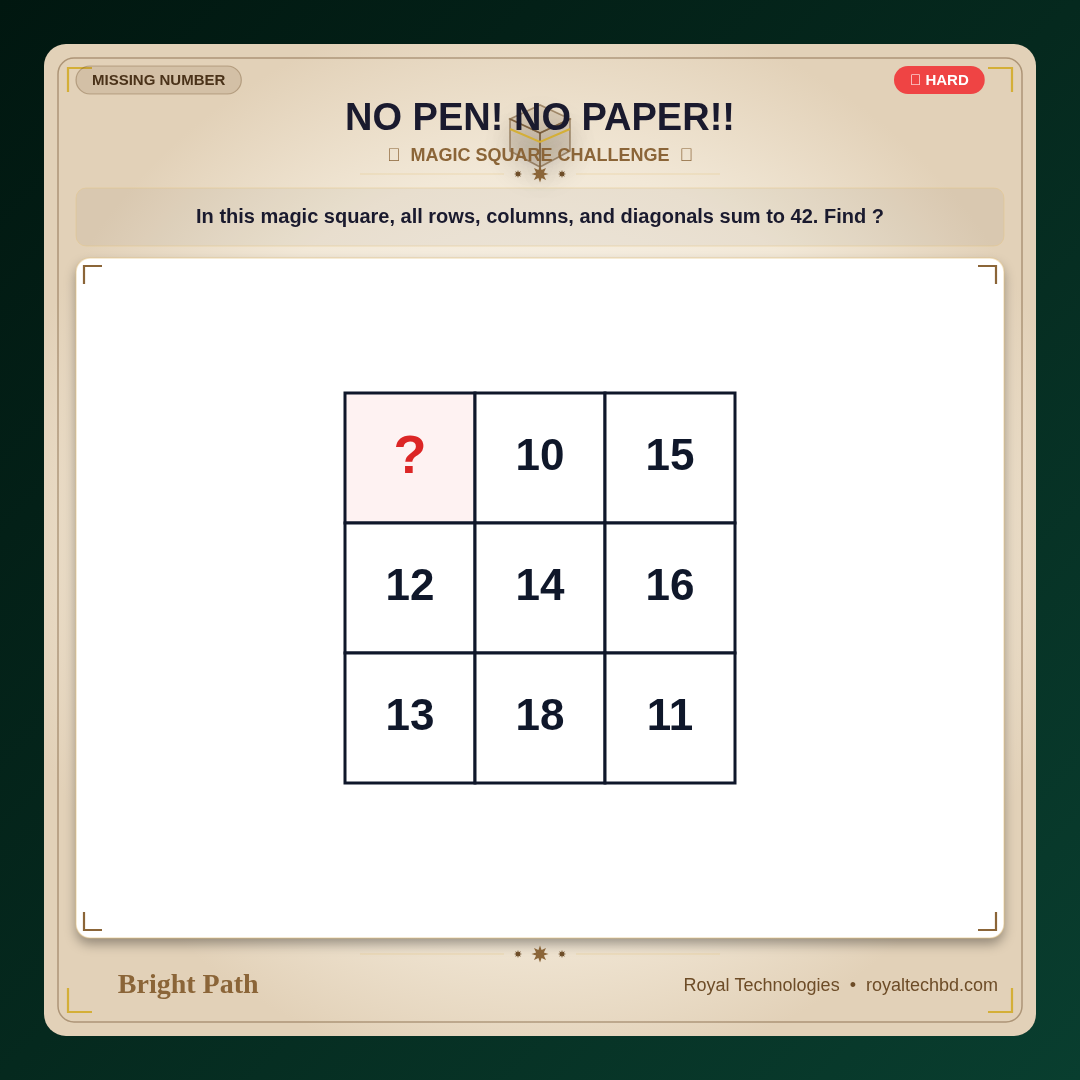 MISSING NUMBER
HARD
NO PEN! NO PAPER!!
MAGIC SQUARE CHALLENGE
In this magic square, all rows, columns, and diagonals sum to 42. Find ?
? 10 15
12 14 16
13 18 11
Bright Path
Royal Technologies • royaltechbd.com